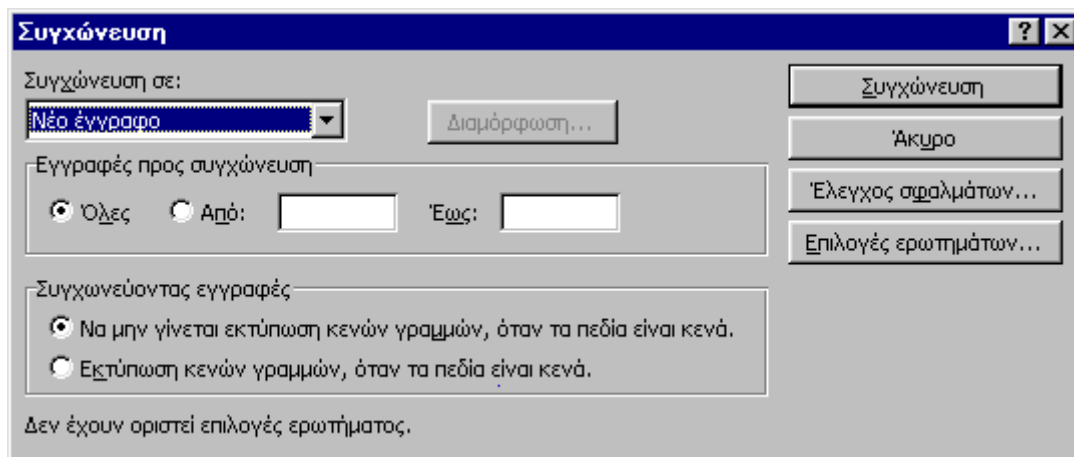 Συγχώνευση
Συγχώνευση σε:
Νέο έγγραφο
Διαμόρφωση...
Συγχώνευση
Άκυρο
Έλεγχος σφαλμάτων...
Επιλογές ερωτημάτων...
Εγγραφές προς συγχώνευση
Όλες Από: Έως:
Συγχωνεύοντας εγγραφές
Να μην γίνεται εκτύπωση κενών γραμμών, όταν τα πεδία είναι κενά.
Εκτύπωση κενών γραμμών, όταν τα πεδία είναι κενά.
Δεν έχουν οριστεί επιλογές ερωτήματος.